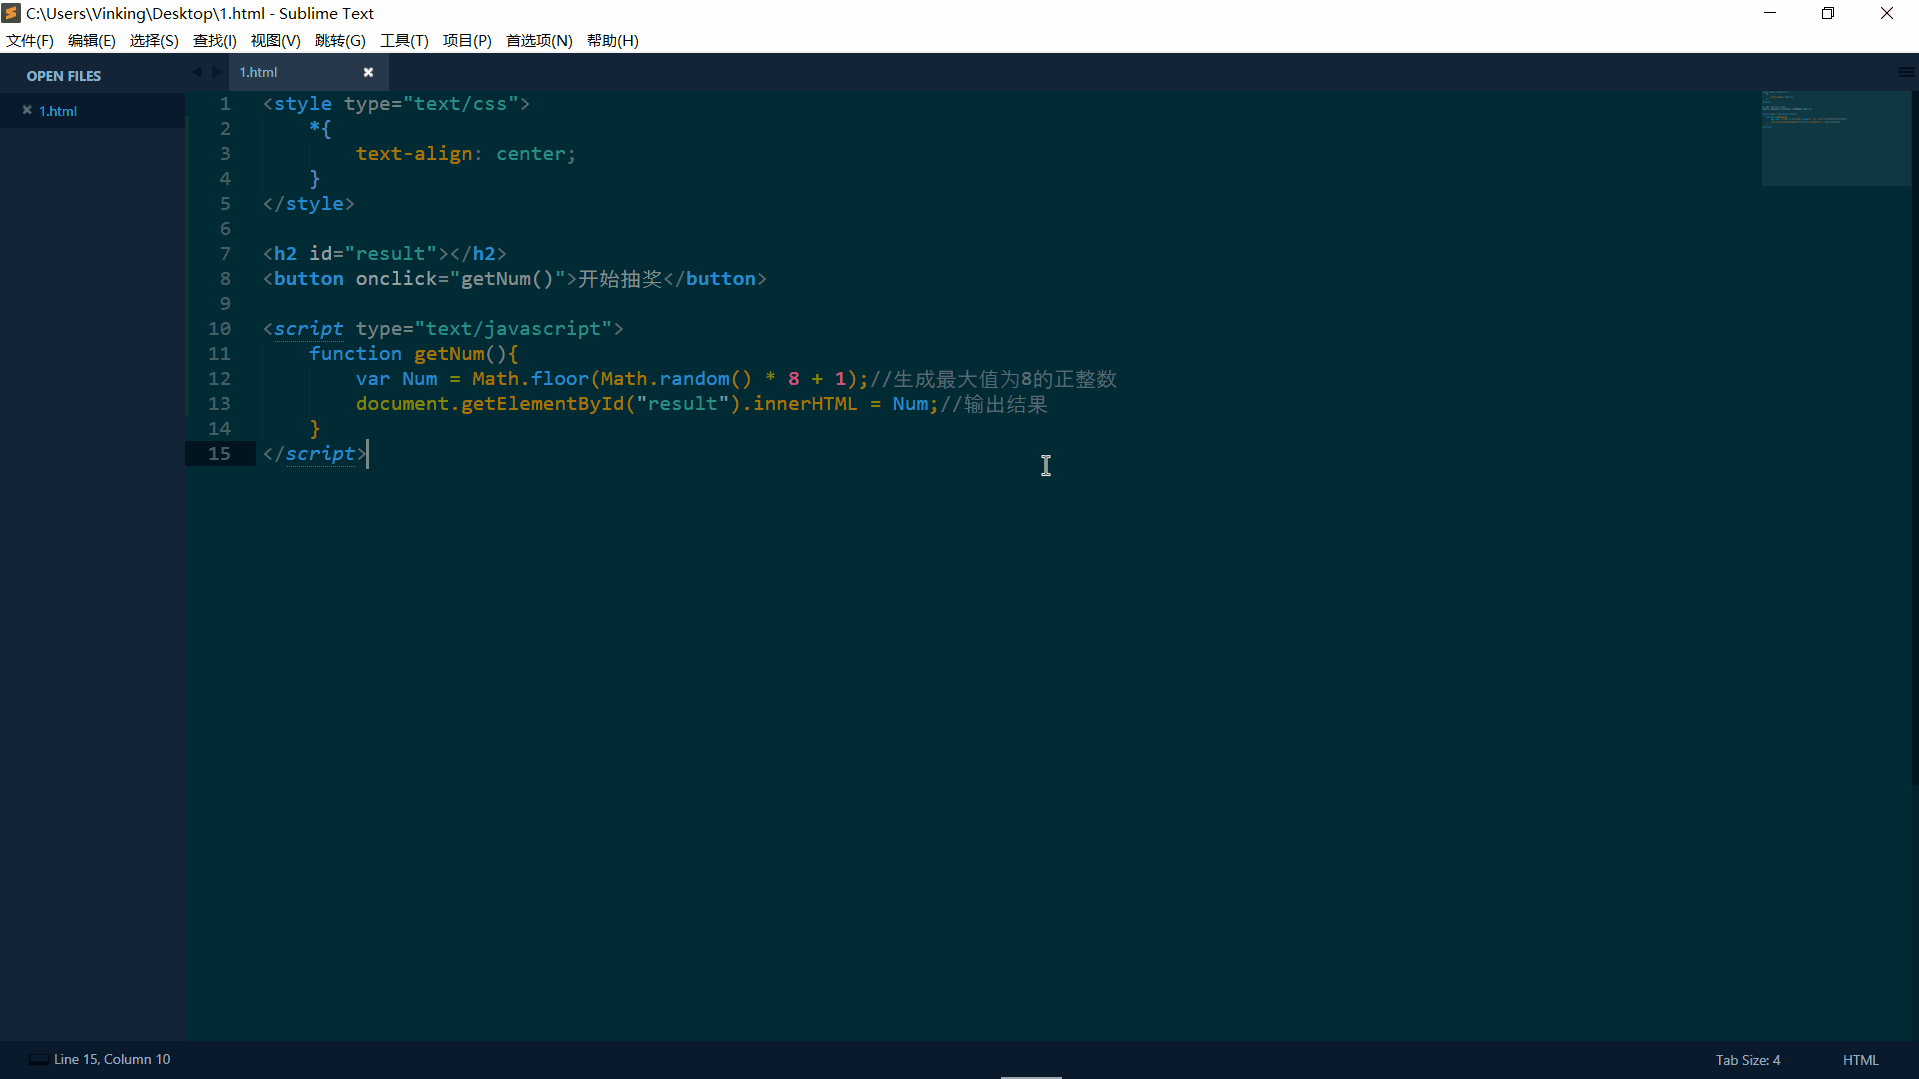 C:\Users\Vinking\Desktop\1.html - Sublime Text
文件(F) 编辑(E) 选择(S) 查找(I) 视图(V) 跳转(G) 工具(T) 项目(P) 首选项(N) 帮助(H)
OPEN FILES
1.html
1.html
1 <style type="text/css">
2     *{
3         text-align: center;
4     }
5 </style>
6
7 <h2 id="result"></h2>
8 <button onclick="getNum()">开始抽奖</button>
9
10 <script type="text/javascript">
11     function getNum(){
12         var Num = Math.floor(Math.random() * 8 + 1);//生成最大值为8的正整数
13         document.getElementById("result").innerHTML = Num;//输出结果
14     }
15 </script>
Line 15, Column 10
Tab Size: 4
HTML